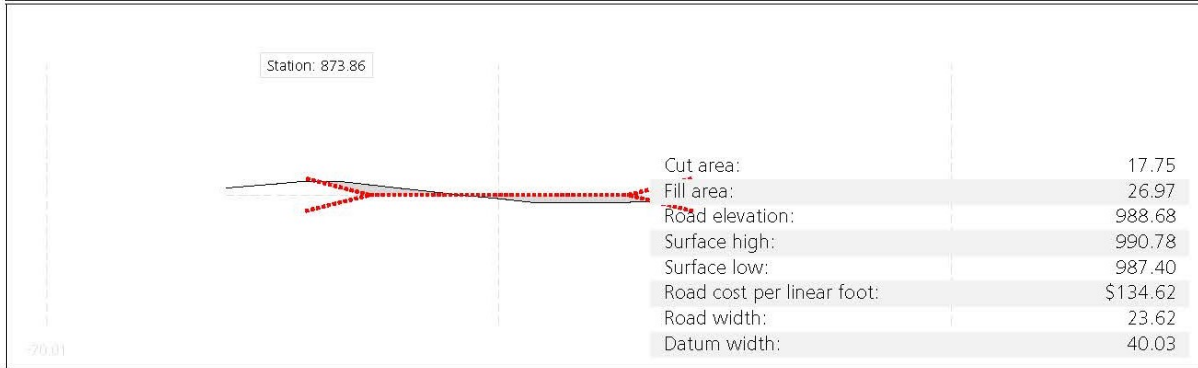 Station: 873.86
Cut area: 17.75
Fill area: 26.97
Road elevation: 988.68
Surface high: 990.78
Surface low: 987.40
Road cost per linear foot: $134.62
Road width: 23.62
Datum width: 40.03
-70.01